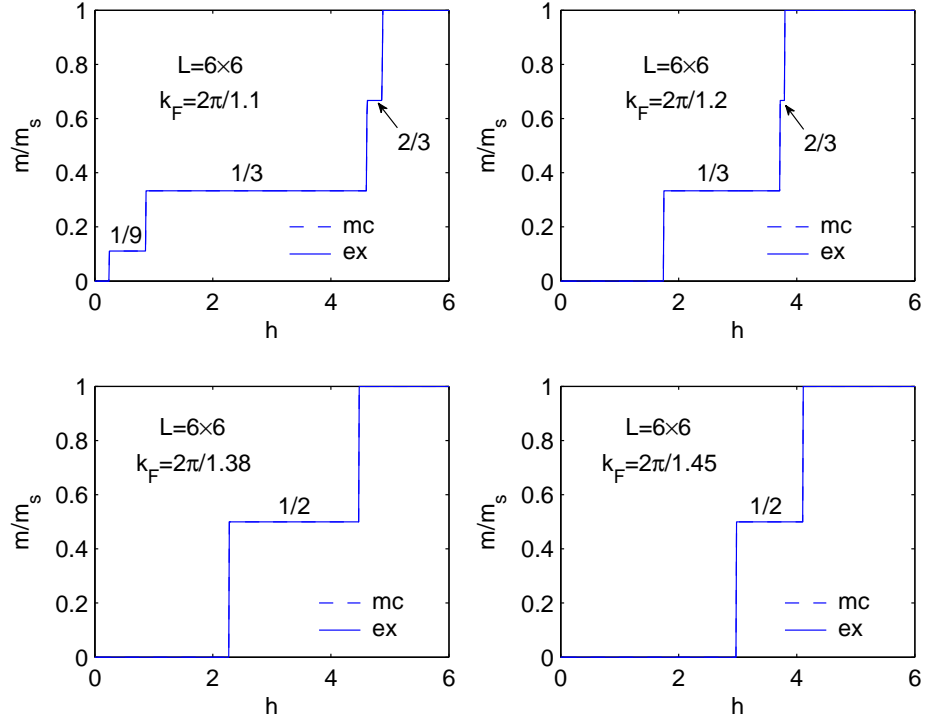 1
0.8
0.6
0.4
0.2
0
m/m_s
L=6×6
k_F=2π/1.1
2/3
1/3
1/9
mc
ex
0 2 4 6
h
1
0.8
0.6
0.4
0.2
0
m/m_s
L=6×6
k_F=2π/1.2
2/3
1/3
mc
ex
0 2 4 6
h
1
0.8
0.6
0.4
0.2
0
m/m_s
L=6×6
k_F=2π/1.38
1/2
mc
ex
0 2 4 6
h
1
0.8
0.6
0.4
0.2
0
m/m_s
L=6×6
k_F=2π/1.45
1/2
mc
ex
0 2 4 6
h